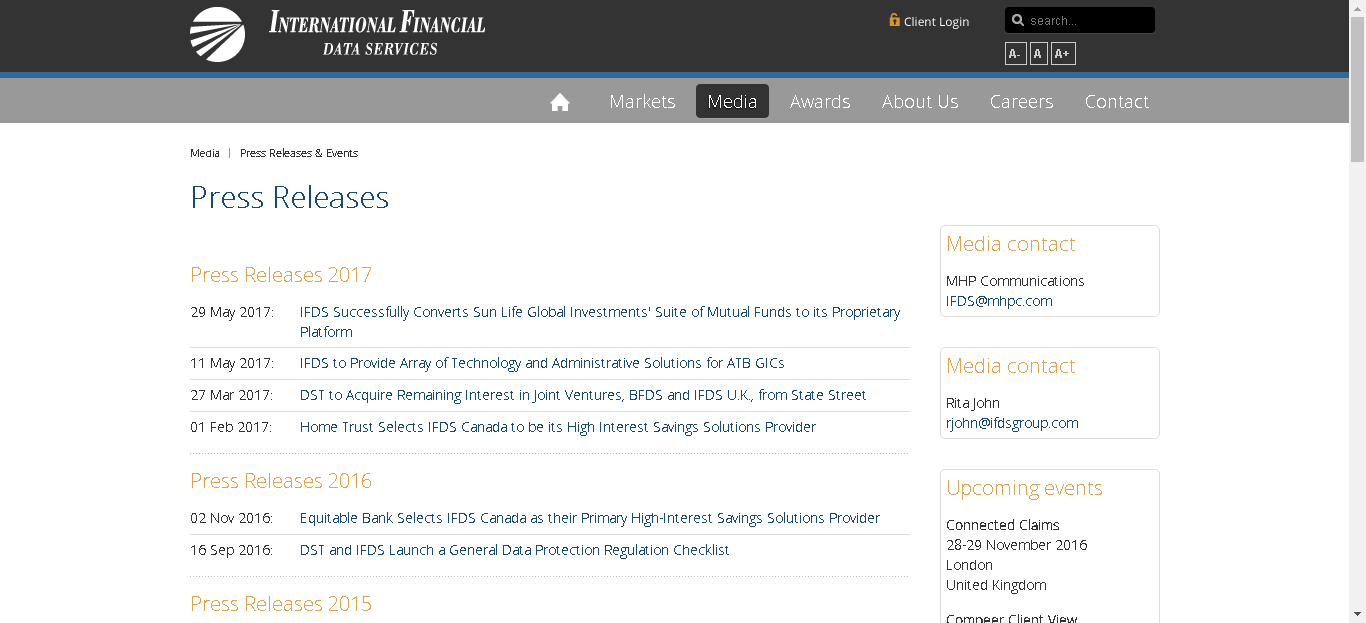 INTERNATIONAL FINANCIAL
DATA SERVICES
Client Login
search...
A- A A+
Markets Media Awards About Us Careers Contact
Media | Press Releases & Events
Press Releases
Press Releases 2017
29 May 2017: IFDS Successfully Converts Sun Life Global Investments' Suite of Mutual Funds to its Proprietary
Platform
11 May 2017: IFDS to Provide Array of Technology and Administrative Solutions for ATB GICs
27 Mar 2017: DST to Acquire Remaining Interest in Joint Ventures, BFDS and IFDS U.K., from State Street
01 Feb 2017: Home Trust Selects IFDS Canada to be its High Interest Savings Solutions Provider
Press Releases 2016
02 Nov 2016: Equitable Bank Selects IFDS Canada as their Primary High-Interest Savings Solutions Provider
16 Sep 2016: DST and IFDS Launch a General Data Protection Regulation Checklist
Press Releases 2015
Media contact
MHP Communications
IFDS@mhpc.com
Media contact
Rita John
rjohn@ifdsgroup.com
Upcoming events
Connected Claims
28-29 November 2016
London
United Kingdom
Compeer Client View